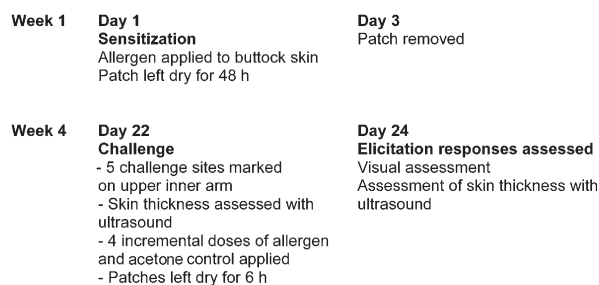 Week 1 Day 1 Day 3
Sensitization Patch removed
Allergen applied to buttock skin
Patch left dry for 48 h
Week 4 Day 22 Day 24
Challenge Elicitation responses assessed
- 5 challenge sites marked Visual assessment
on upper inner arm Assessment of skin thickness with
- Skin thickness assessed with ultrasound
ultrasound
- 4 incremental doses of allergen
and acetone control applied
- Patches left dry for 6 h